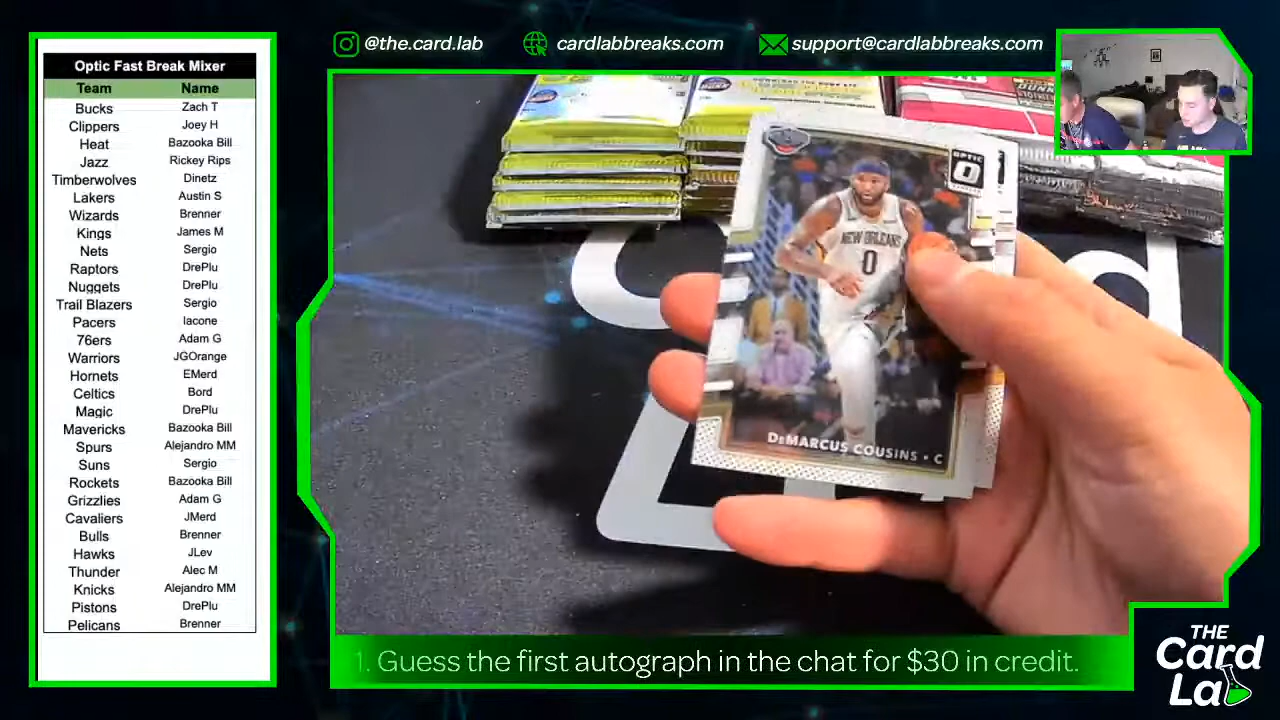 @the.card.lab
cardlabbreaks.com
support@cardlabbreaks.com
Optic Fast Break Mixer
Team Name
Bucks Zach T
Clippers Joey H
Heat Bazooka Bill
Jazz Rickey Rips
Timberwolves Dinetz
Lakers Austin S
Wizards Brenner
Kings James M
Nets Sergio
Raptors DrePlu
Nuggets DrePlu
Trail Blazers Sergio
Pacers Iacone
76ers Adam G
Warriors JGOrange
Hornets EMerd
Celtics Bord
Magic DrePlu
Mavericks Bazooka Bill
Spurs Alejandro MM
Suns Sergio
Rockets Bazooka Bill
Grizzlies Adam G
Cavaliers JMerd
Bulls Brenner
Hawks JLev
Thunder Alec M
Knicks Alejandro MM
Pistons DrePlu
Pelicans Brenner
OPTIC
NEW ORLEANS
0
DeMARCUS COUSINS • C
1. Guess the first autograph in the chat for $30 in credit.
THE
Card
Lab